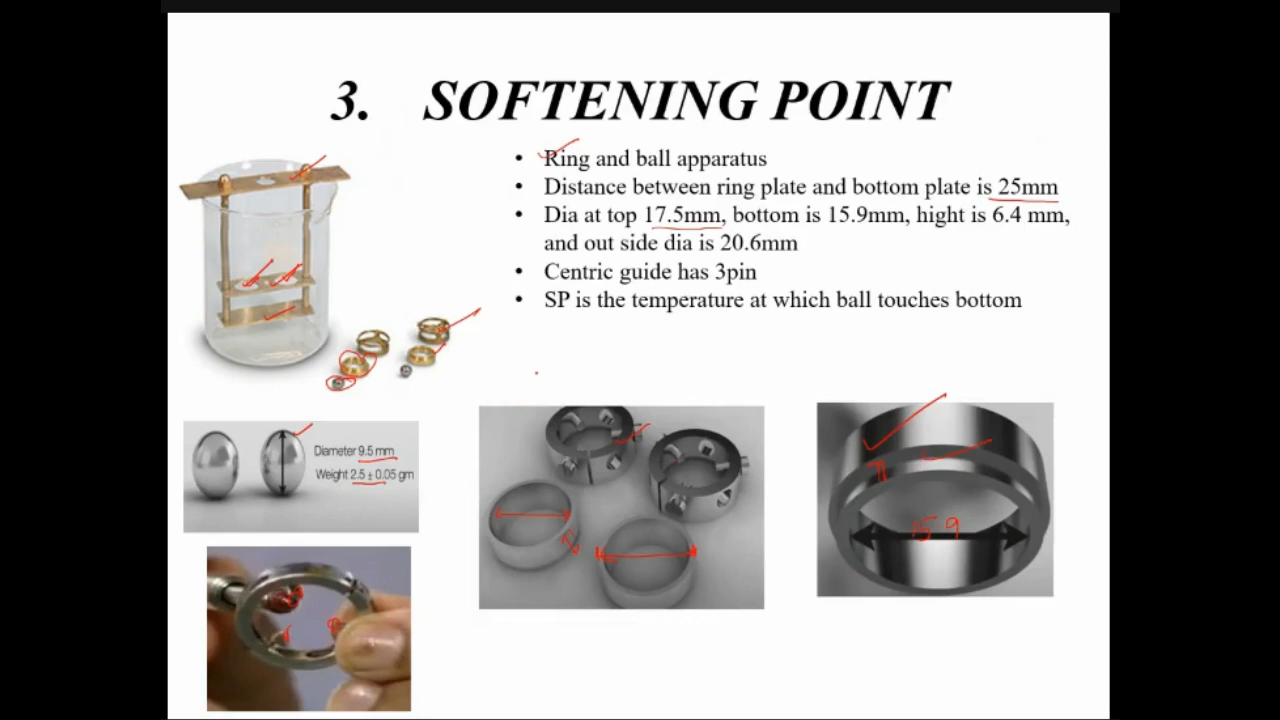 3. SOFTENING POINT
• Ring and ball apparatus
• Distance between ring plate and bottom plate is 25mm
• Dia at top 17.5mm, bottom is 15.9mm, hight is 6.4 mm,
and out side dia is 20.6mm
• Centric guide has 3pin
• SP is the temperature at which ball touches bottom
Diameter 9.5 mm
Weight 2.5 ± 0.05 gm
15 9